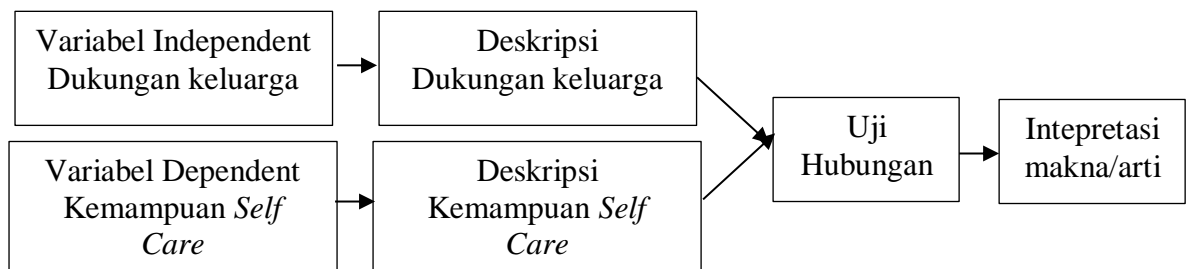 Variabel Independent
Dukungan keluarga
Deskripsi
Dukungan keluarga
Variabel Dependent
Kemampuan Self
Care
Deskripsi
Kemampuan Self
Care
Uji
Hubungan
Intepretasi
makna/arti